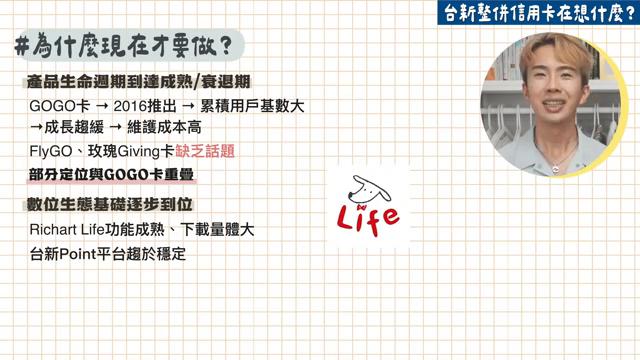 台新整併信用卡在想什麼？
#為什麼現在才要做？
產品生命週期到達成熟/衰退期
GOGO卡 → 2016推出 → 累積用戶基數大
→成長趨緩 → 維護成本高
FlyGO、玫瑰Giving卡缺乏話題
部分定位與GOGO卡重疊
數位生態基礎逐步到位
Richart Life功能成熟、下載量體大
台新Point平台趨於穩定
Life